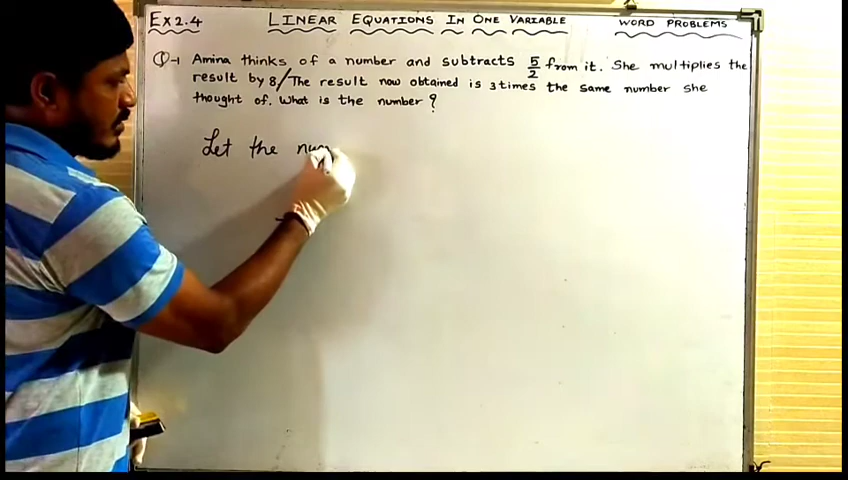 Ex 2.4 LINEAR EQUATIONS IN ONE VARIABLE WORD PROBLEMS
Q-1 Amina thinks of a number and subtracts 5/2 from it. She multiplies the
result by 8/The result now obtained is 3 times the same number she
thought of. What is the number?
Let the num